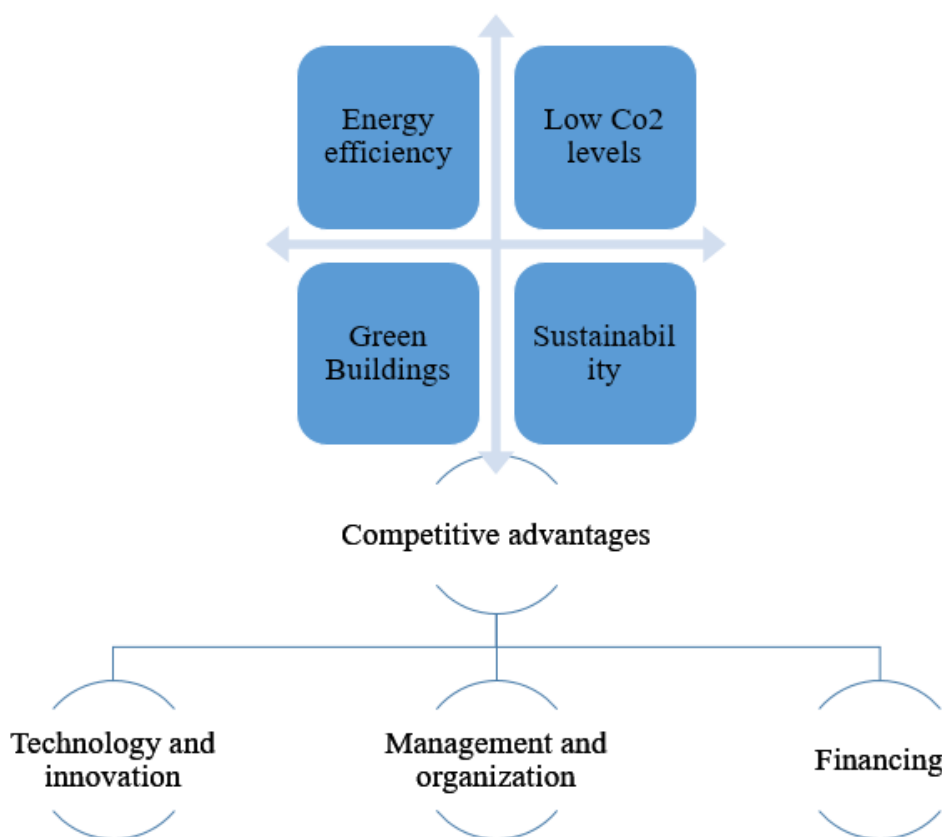 Energy
efficiency
Low Co2
levels
Green
Buildings
Sustainabil
ity
Competitive advantages
Technology and
innovation
Management and
organization
Financing